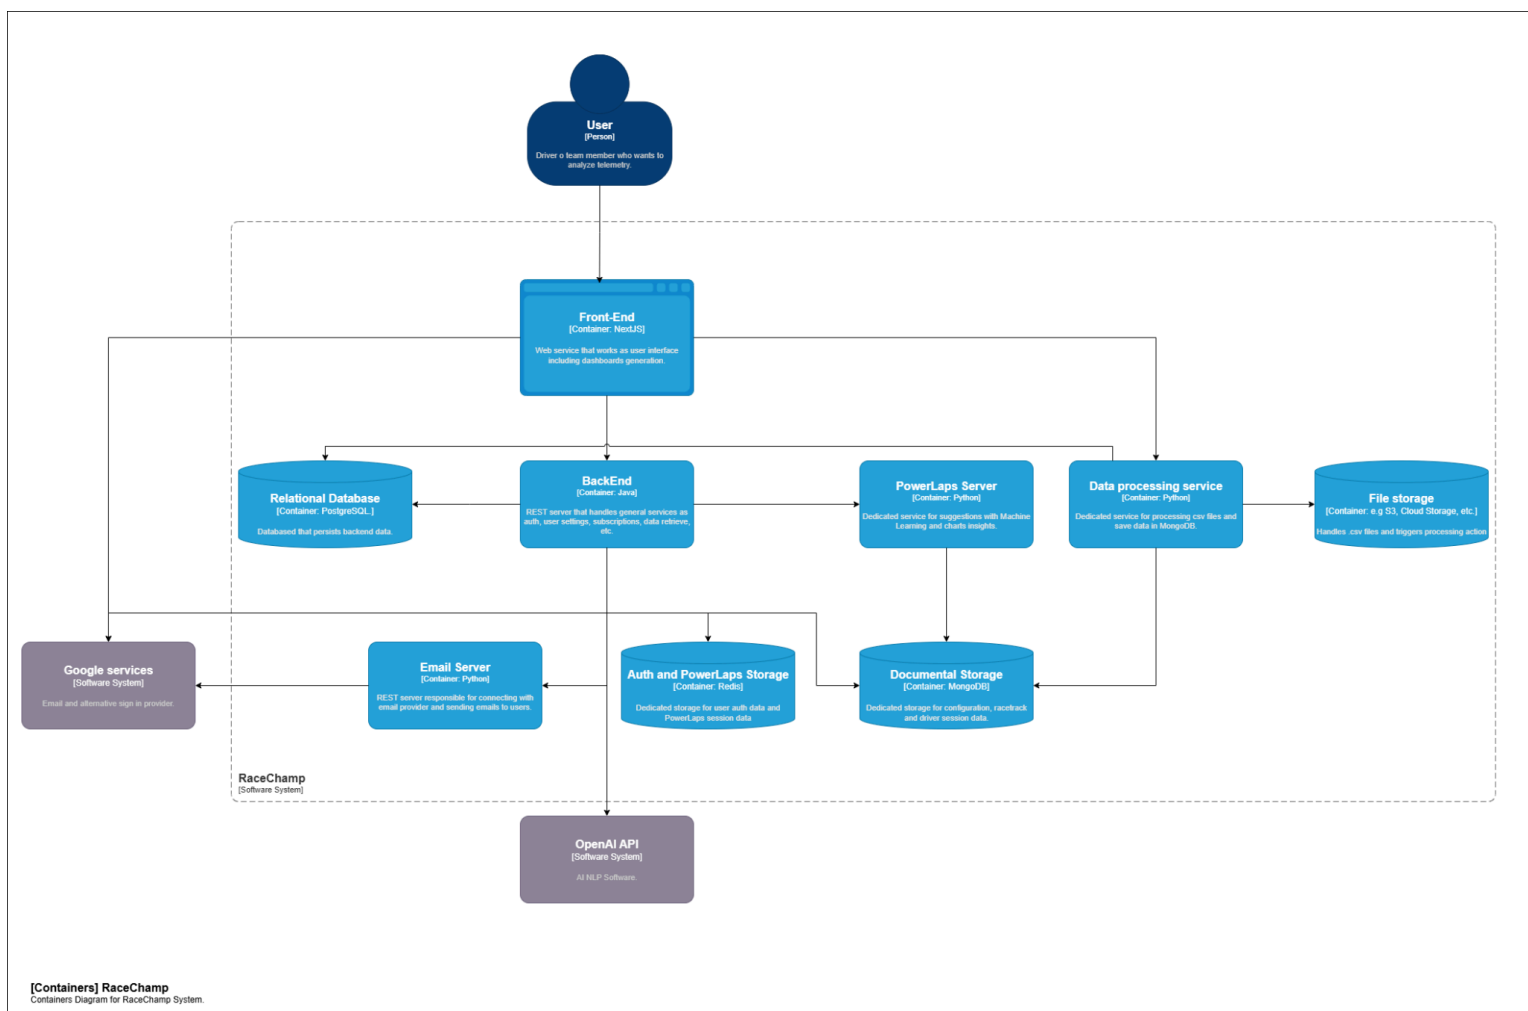 User
[Person]
Driver o team member who wants to
analyze telemetry.
Front-End
[Container: NextJS]
Web service that works as user interface
including dashboards generation.
Relational Database
[Container: PostgreSQL.]
Databased that persists backend data.
BackEnd
[Container: Java]
REST server that handles general services as
auth, user settings, subscriptions, data retrieve,
etc.
PowerLaps Server
[Container: Python]
Dedicated service for suggestions with Machine
Learning and charts insights.
Data processing service
[Container: Python]
Dedicated service for processing csv files and
save data in MongoDB.
File storage
[Container: e.g S3, Cloud Storage, etc.]
Handles .csv files and triggers processing action
Google services
[Software System]
Email and alternative sign in provider.
Email Server
[Container: Python]
REST server responsible for connecting with
email provider and sending emails to users.
Auth and PowerLaps Storage
[Container: Redis]
Dedicated storage for user auth data and
PowerLaps session data
Documental Storage
[Container: MongoDB]
Dedicated storage for configuration, racetrack
and driver session data.
RaceChamp
[Software System]
OpenAI API
[Software System]
AI NLP Software.
[Containers] RaceChamp
Containers Diagram for RaceChamp System.